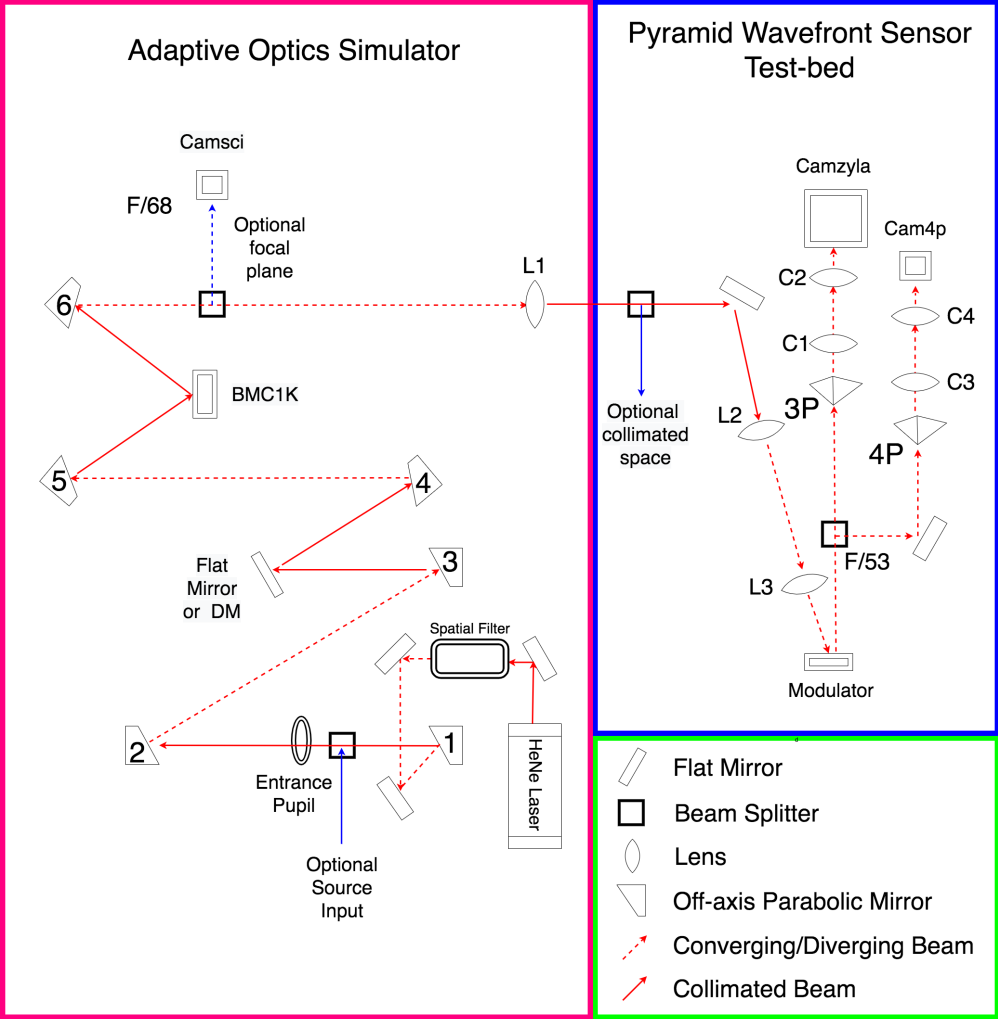 Adaptive Optics Simulator
Camsci
F/68
Optional
focal
plane
L1
6
BMC1K
5
4
Flat
Mirror
or DM
3
Spatial Filter
2
1
Entrance
Pupil
HeNe Laser
Optional
Source
Input
Pyramid Wavefront Sensor
Test-bed
Camzyla
Cam4p
C2
C4
C1
C3
3P
L2
4P
Optional
collimated
space
F/53
L3
Modulator
Flat Mirror
Beam Splitter
Lens
Off-axis Parabolic Mirror
Converging/Diverging Beam
Collimated Beam